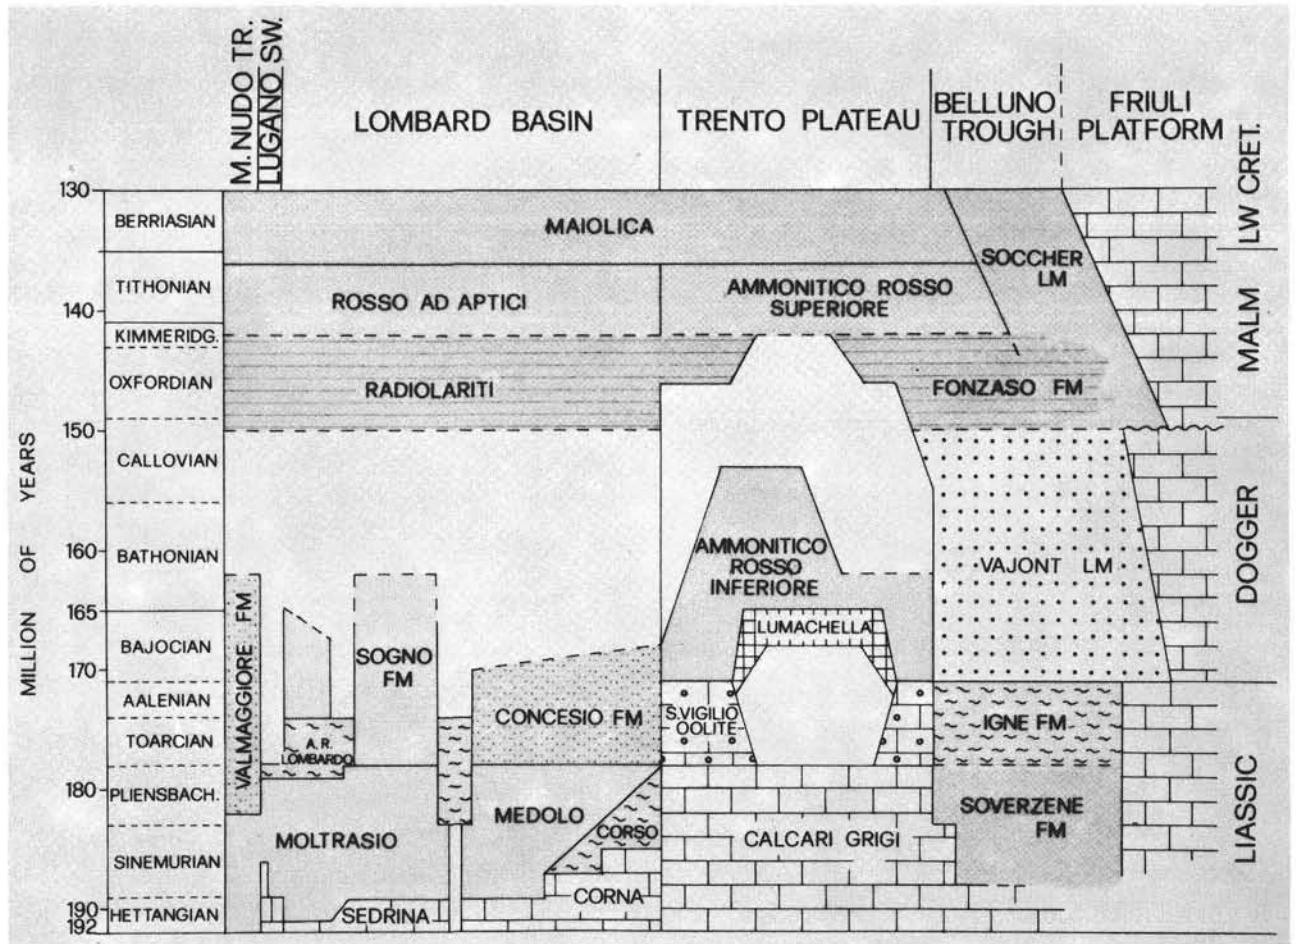 M. NUDO TR.
LUGANO SW.
LOMBARD BASIN
TRENTO PLATEAU
BELLUNO
TROUGH
FRIULI
PLATFORM
130
BERRIASIAN
MAIOLICA
LW CRET.
TITHONIAN
ROSSO AD APTICI
AMMONITICO ROSSO
SUPERIORE
SOCCHER
LM
140
KIMMERIDG.
MALM
OXFORDIAN
RADIOLARITI
FONZASO FM
150
CALLOVIAN
MILLION OF YEARS
160
BATHONIAN
AMMONITICO
ROSSO
INFERIORE
VAJONT LM
DOGGER
165
BAJOCIAN
VALMAGGIORE FM
SOGNO
FM
LUMACHELLA
170
AALENIAN
CONCESIO FM
S.VIGILIO
OOLITE
IGNE FM
TOARCIAN
A. R.
LOMBARDO
180
PLIENSBACH.
MEDOLO
SOVERZENE
FM
LIASSIC
SINEMURIAN
MOLTRASIO
CORSO
CALCARI GRIGI
CORNA
190
HETTANGIAN
SEDRINA
192